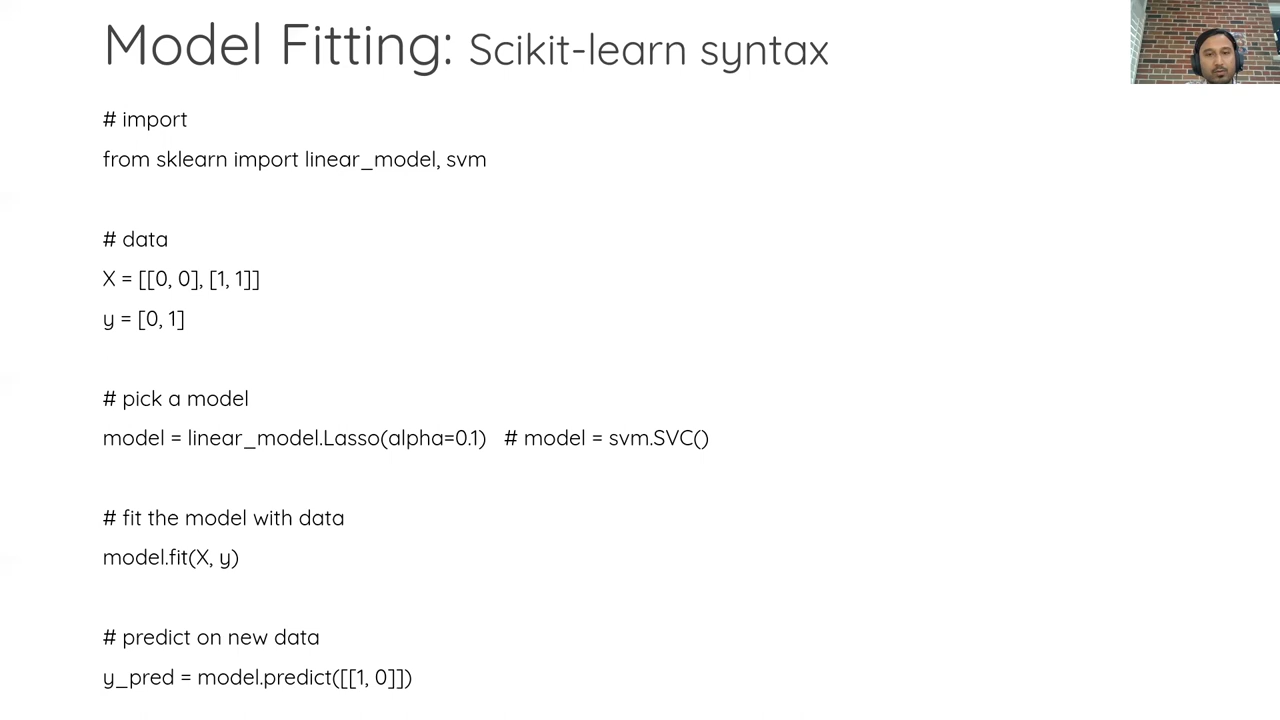 Model Fitting: Scikit-learn syntax
# import
from sklearn import linear_model, svm
# data
X = [[0, 0], [1, 1]]
y = [0, 1]
# pick a model
model = linear_model.Lasso(alpha=0.1) # model = svm.SVC()
# fit the model with data
model.fit(X, y)
# predict on new data
y_pred = model.predict([[1, 0]])